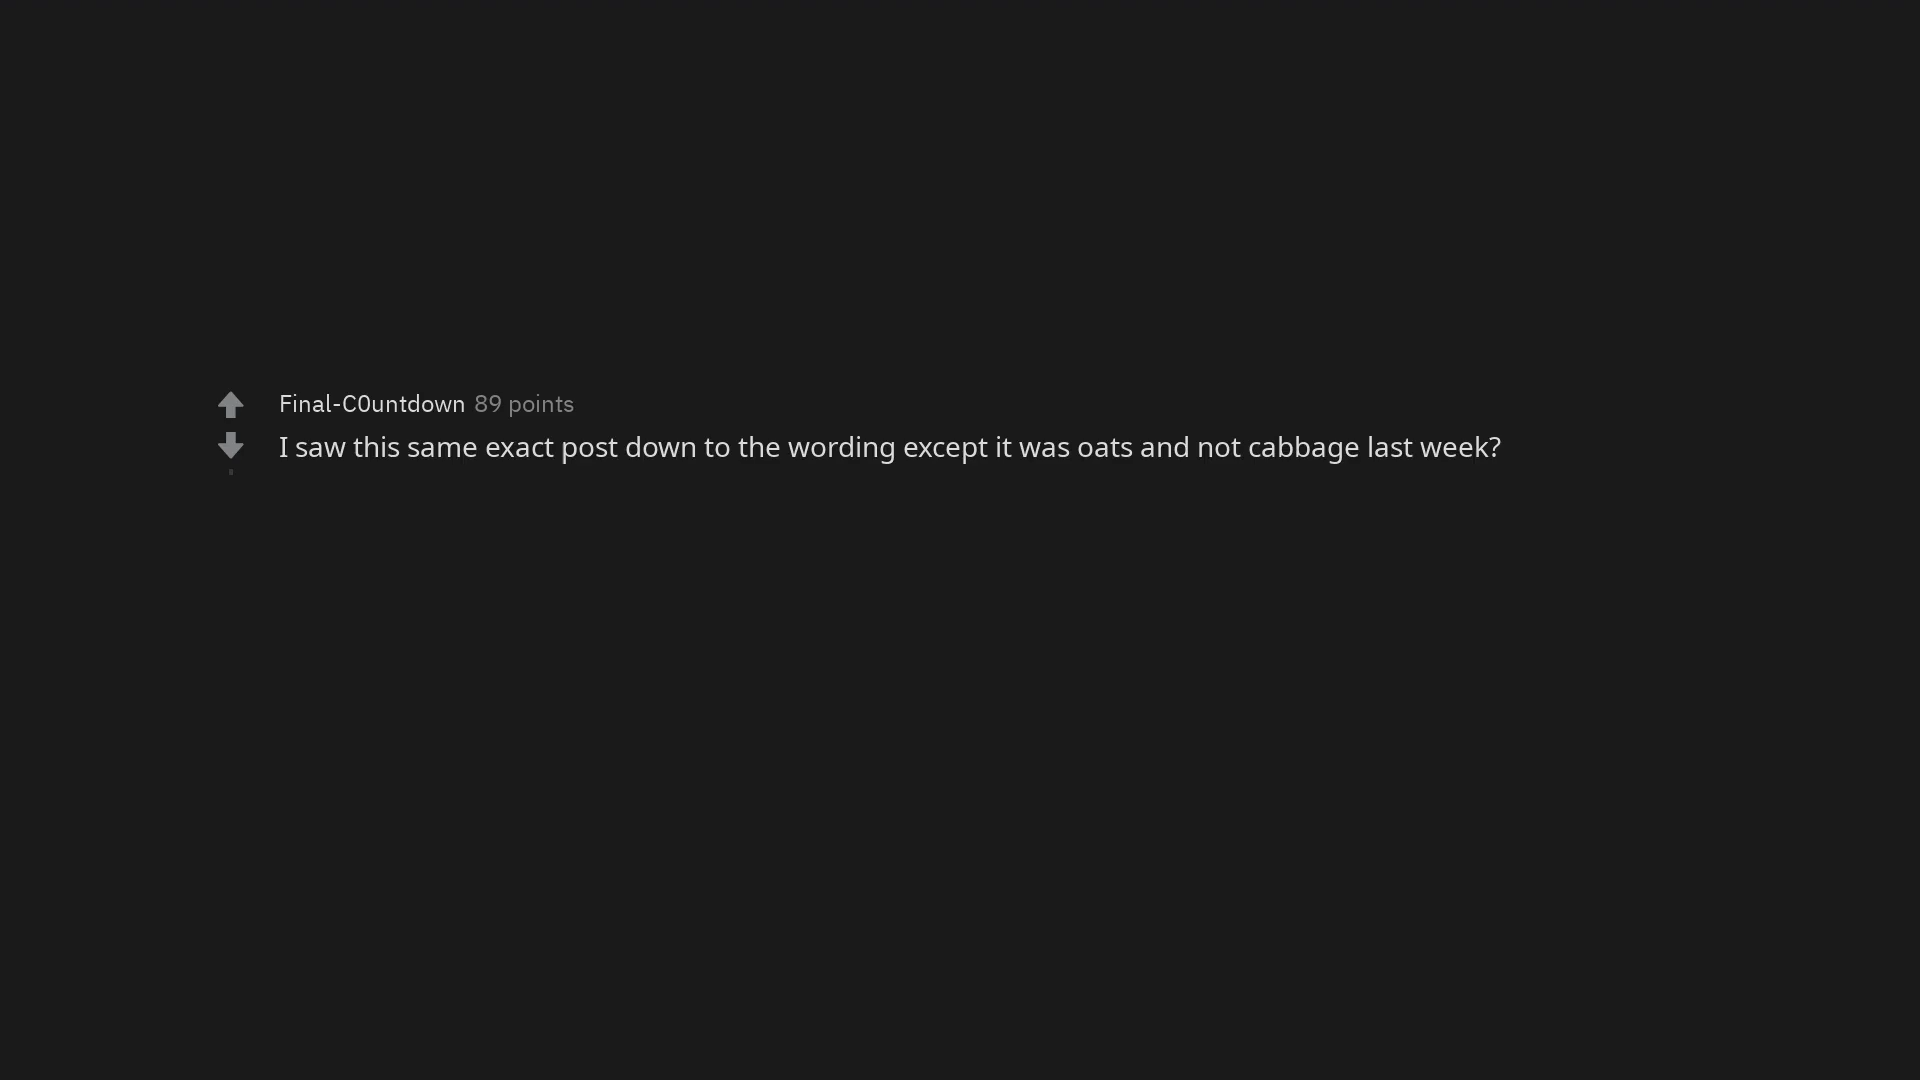 Final-C0untdown 89 points
I saw this same exact post down to the wording except it was oats and not cabbage last week?